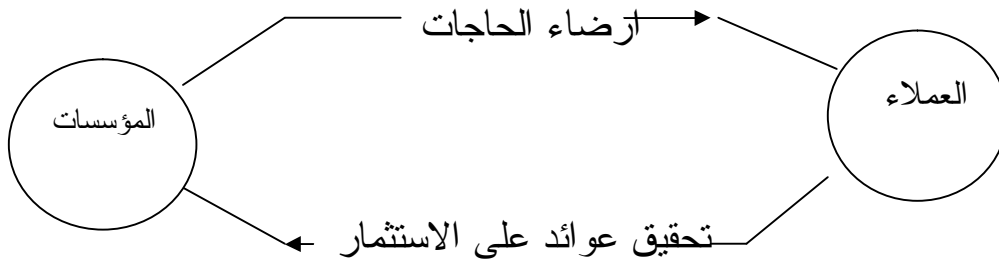 ارضاء الحاجات
العملاء
المؤسسات
تحقيق عوائد على الاستثمار